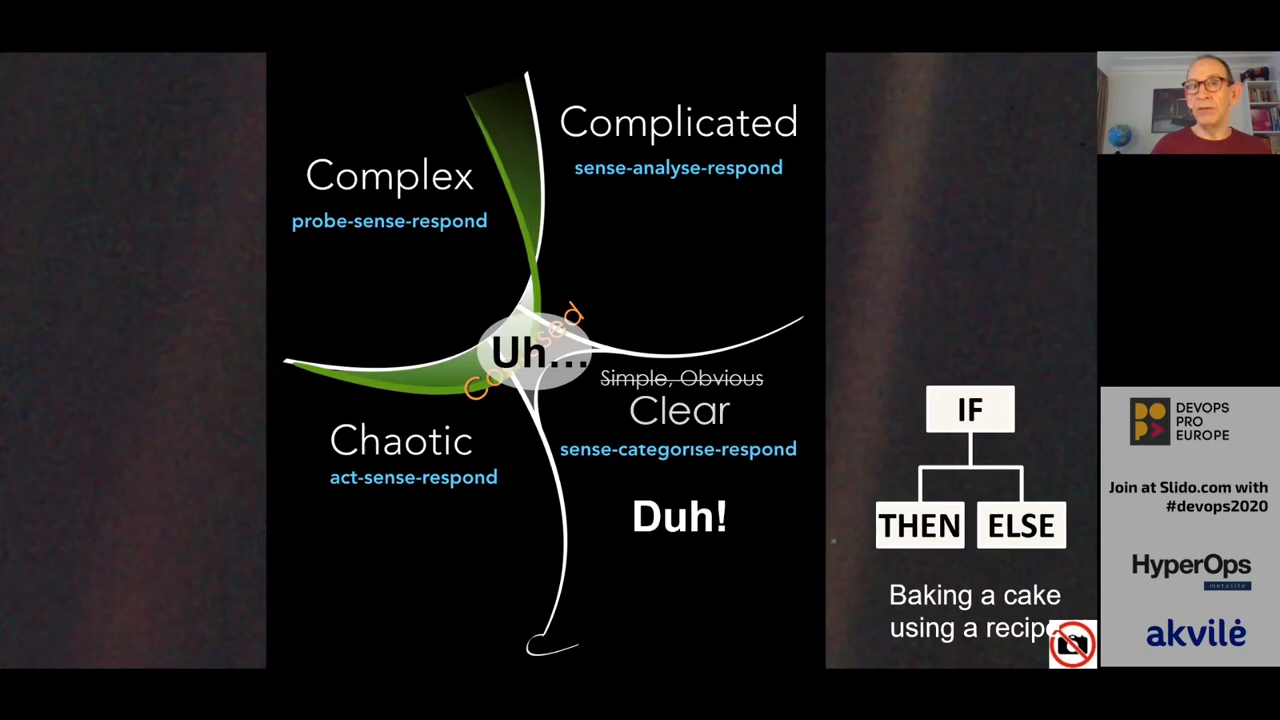 Complicated
sense-analyse-respond
Complex
probe-sense-respond
Confused
Uh...
Simple, Obvious
Clear
sense-categorise-respond
Chaotic
act-sense-respond
Duh!
IF
THEN ELSE
Baking a cake
using a recipe
DEVOPS
PRO
EUROPE
Join at Slido.com with
#devops2020
HyperOps
metasite
akvilė